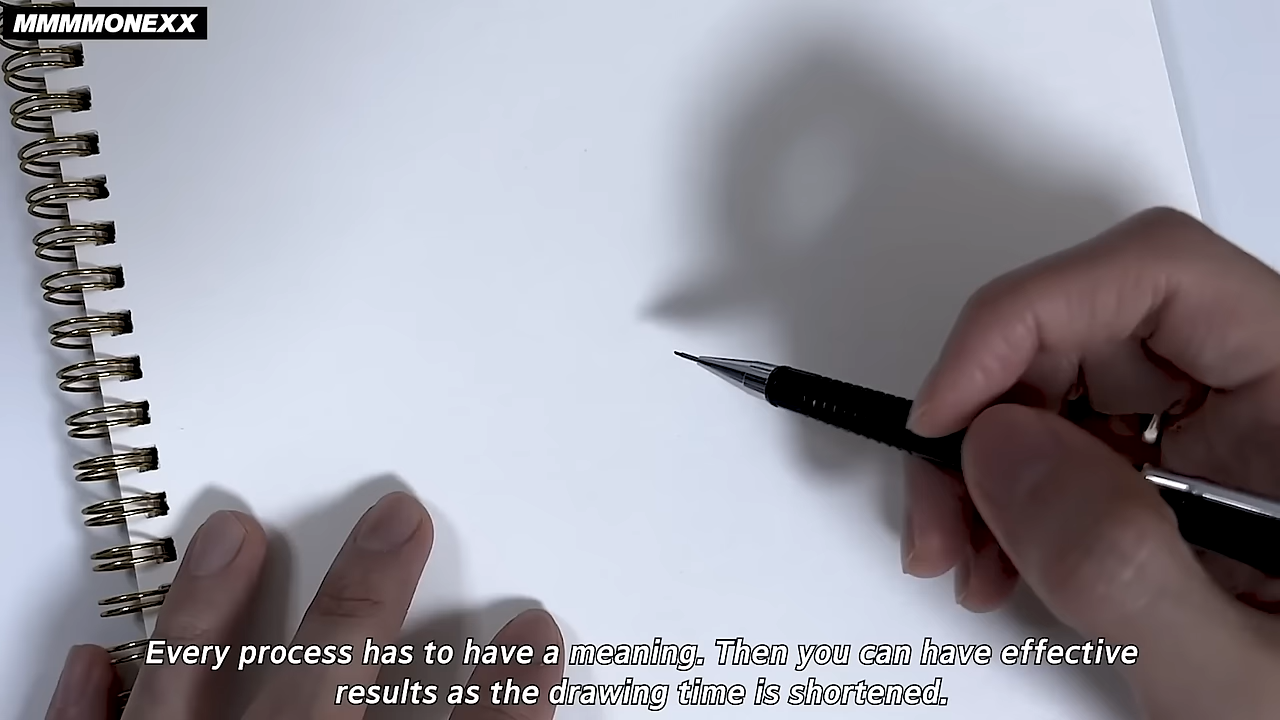 MMMMONEXX
Every process has to have a meaning. Then you can have effective
results as the drawing time is shortened.